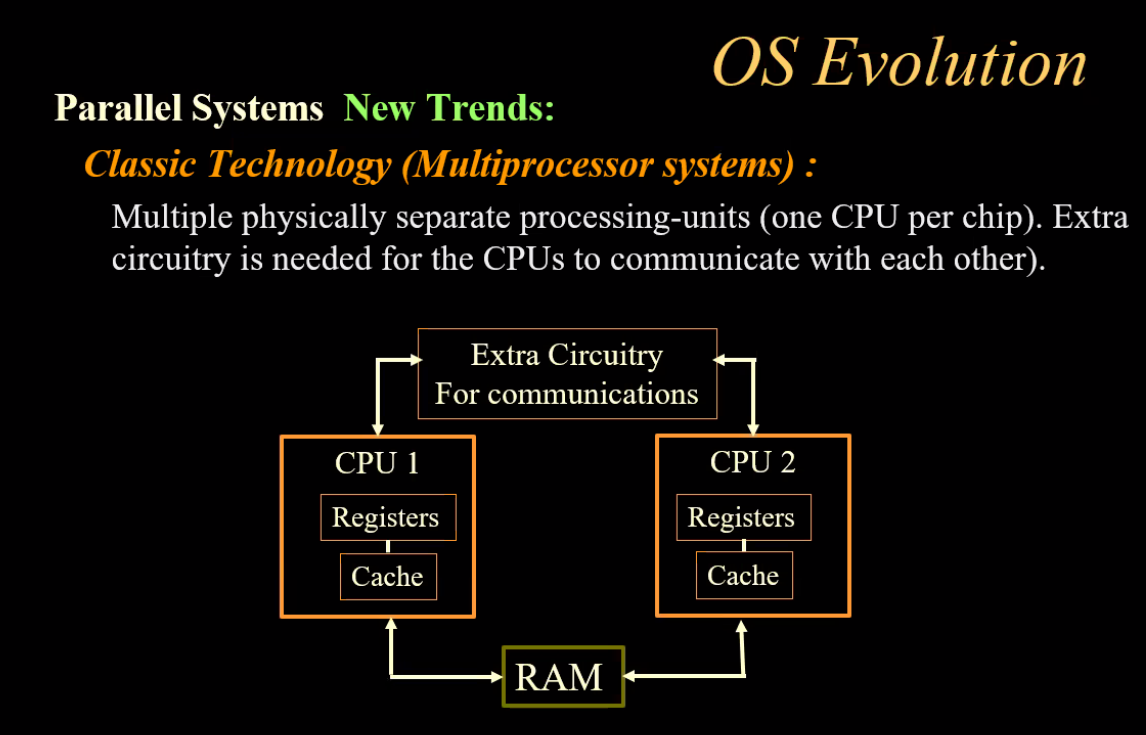 OS Evolution
Parallel Systems New Trends:
Classic Technology (Multiprocessor systems) :
Multiple physically separate processing-units (one CPU per chip). Extra
circuitry is needed for the CPUs to communicate with each other).
Extra Circuitry
For communications
CPU 1
Registers
Cache
CPU 2
Registers
Cache
RAM